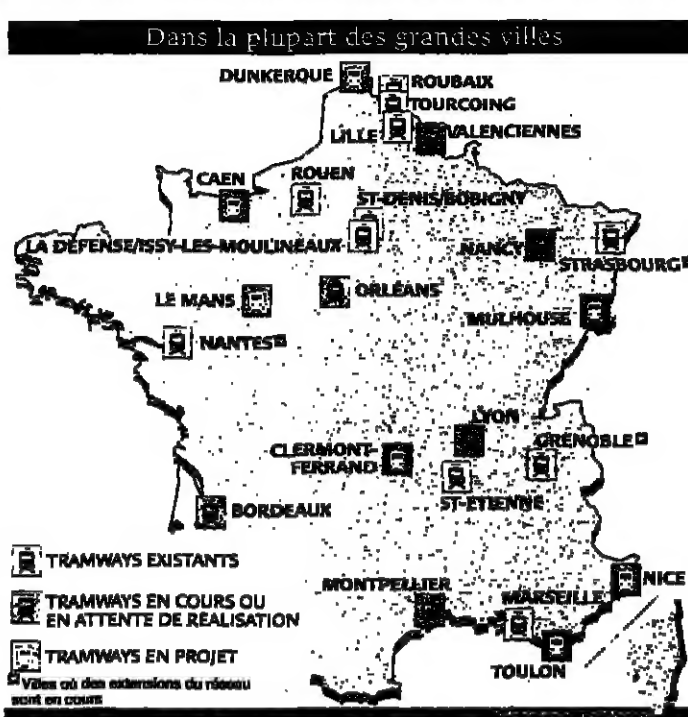 Dans la plupart des grandes villes
DUNKERQUE
ROUBAIX
TOURCOING
LILLE
VALENCIENNES
CAEN
ROUEN
ST-DENIS/BOBIGNY
LA DÉFENSE/ISSY-LES-MOULINEAUX
NANCY
STRASBOURG
LE MANS
ORLÉANS
MULHOUSE
NANTES
LYON
GRENOBLE
CLERMONT-
FERRAND
ST-ETIENNE
BORDEAUX
TRAMWAYS EXISTANTS
MONTPELLIER
MARSEILLE
NICE
TRAMWAYS EN COURS OU
EN ATTENTE DE RÉALISATION
TOULON
TRAMWAYS EN PROJET
Villes où des extensions du réseau
sont en cours